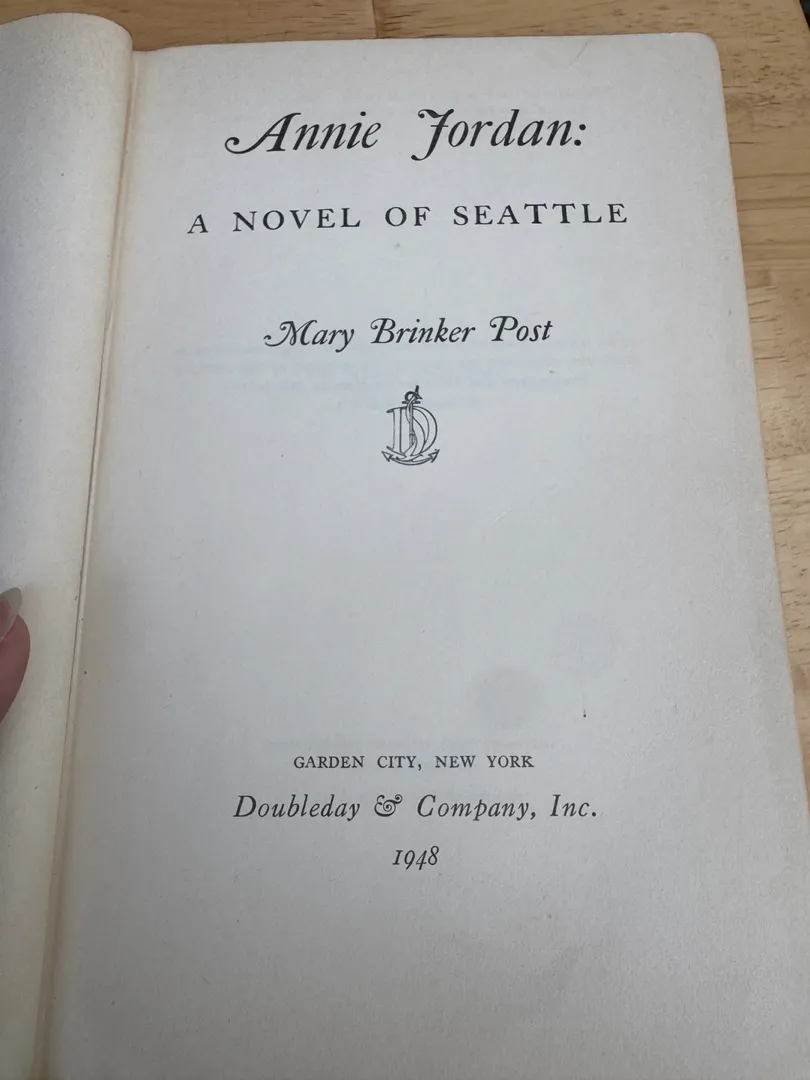 Annie Jordan:
A NOVEL OF SEATTLE
Mary Brinker Post
D
GARDEN CITY, NEW YORK
Doubleday & Company, Inc.
1948